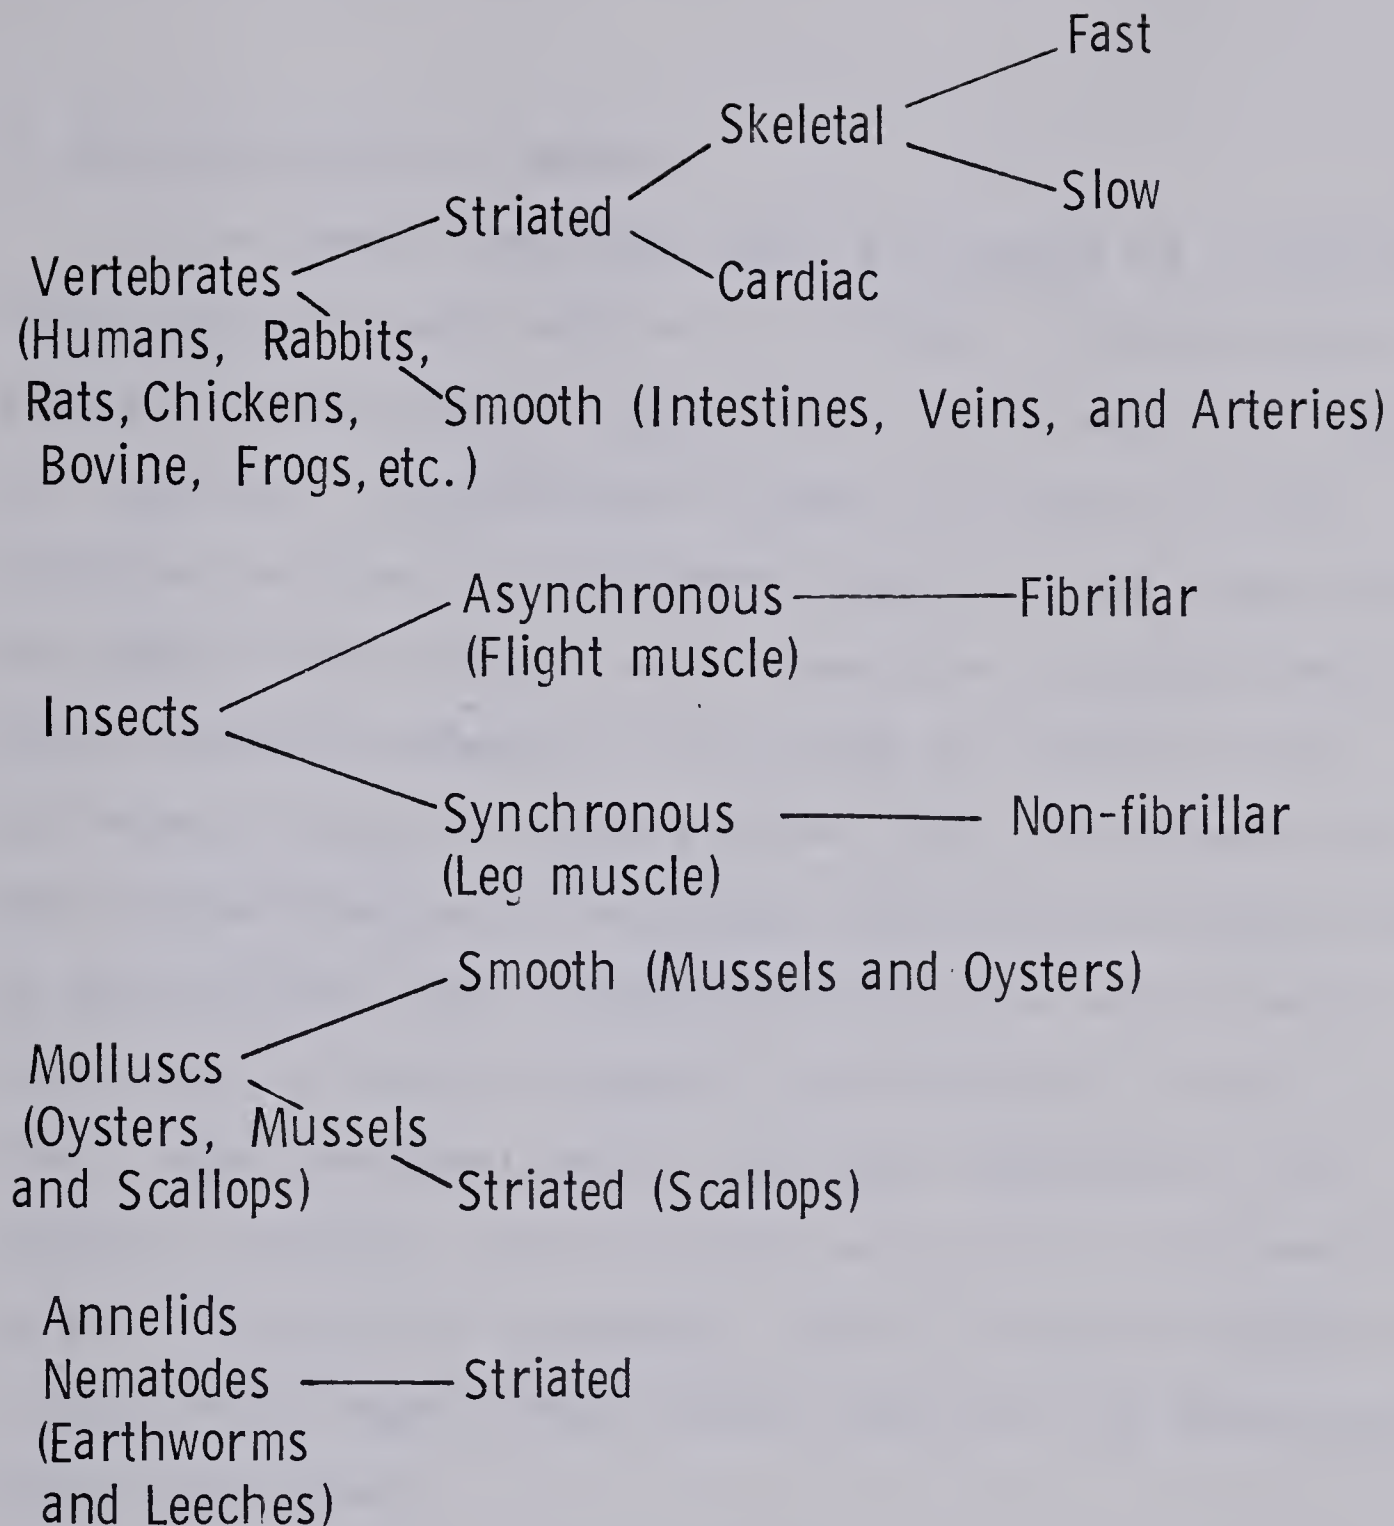 Fast
Skeletal
Slow
Striated
Cardiac
Vertebrates
(Humans, Rabbits,
Rats, Chickens,
Bovine, Frogs, etc.)
Smooth (Intestines, Veins, and Arteries)
Asynchronous
(Flight muscle)
Fibrillar
Insects
Synchronous
(Leg muscle)
Non-fibrillar
Smooth (Mussels and Oysters)
Molluscs
(Oysters, Mussels
and Scallops)
Striated (Scallops)
Annelids
Nematodes
Striated
(Earthworms
and Leeches)